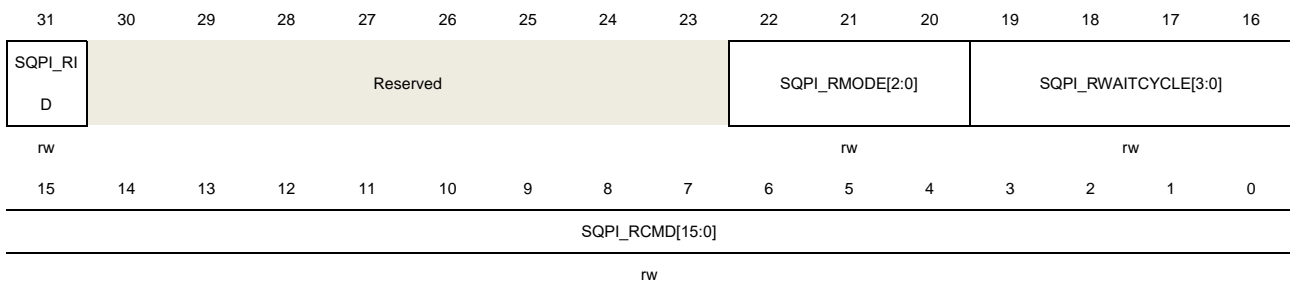 31 30 29 28 27 26 25 24 23 22 21 20 19 18 17 16
SQPI_RI
D
Reserved
SQPI_RMODE[2:0]
SQPI_RWAITCYCLE[3:0]
rw rw rw
15 14 13 12 11 10 9 8 7 6 5 4 3 2 1 0
SQPI_RCMD[15:0]
rw